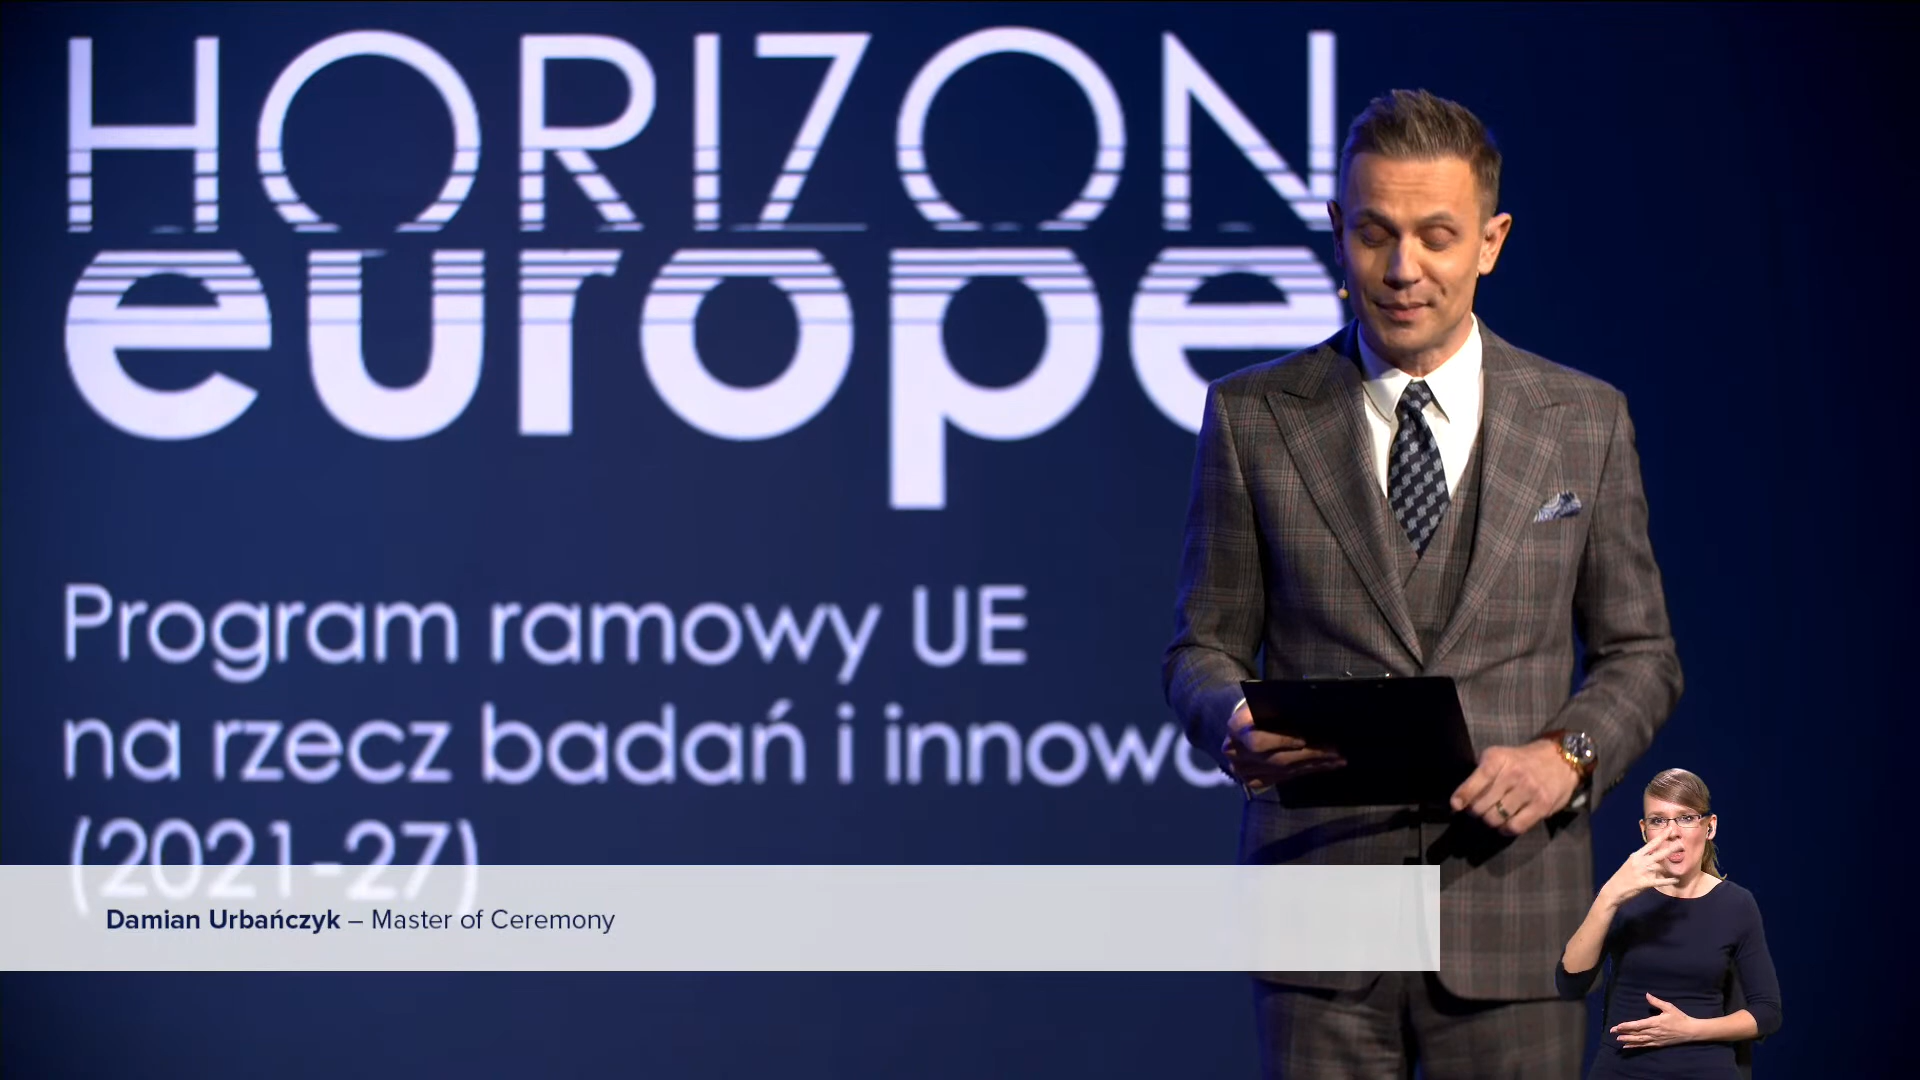 HORIZON
europe
Program ramowy UE
na rzecz badań i innowa
(2021-27)
Damian Urbańczyk – Master of Ceremony